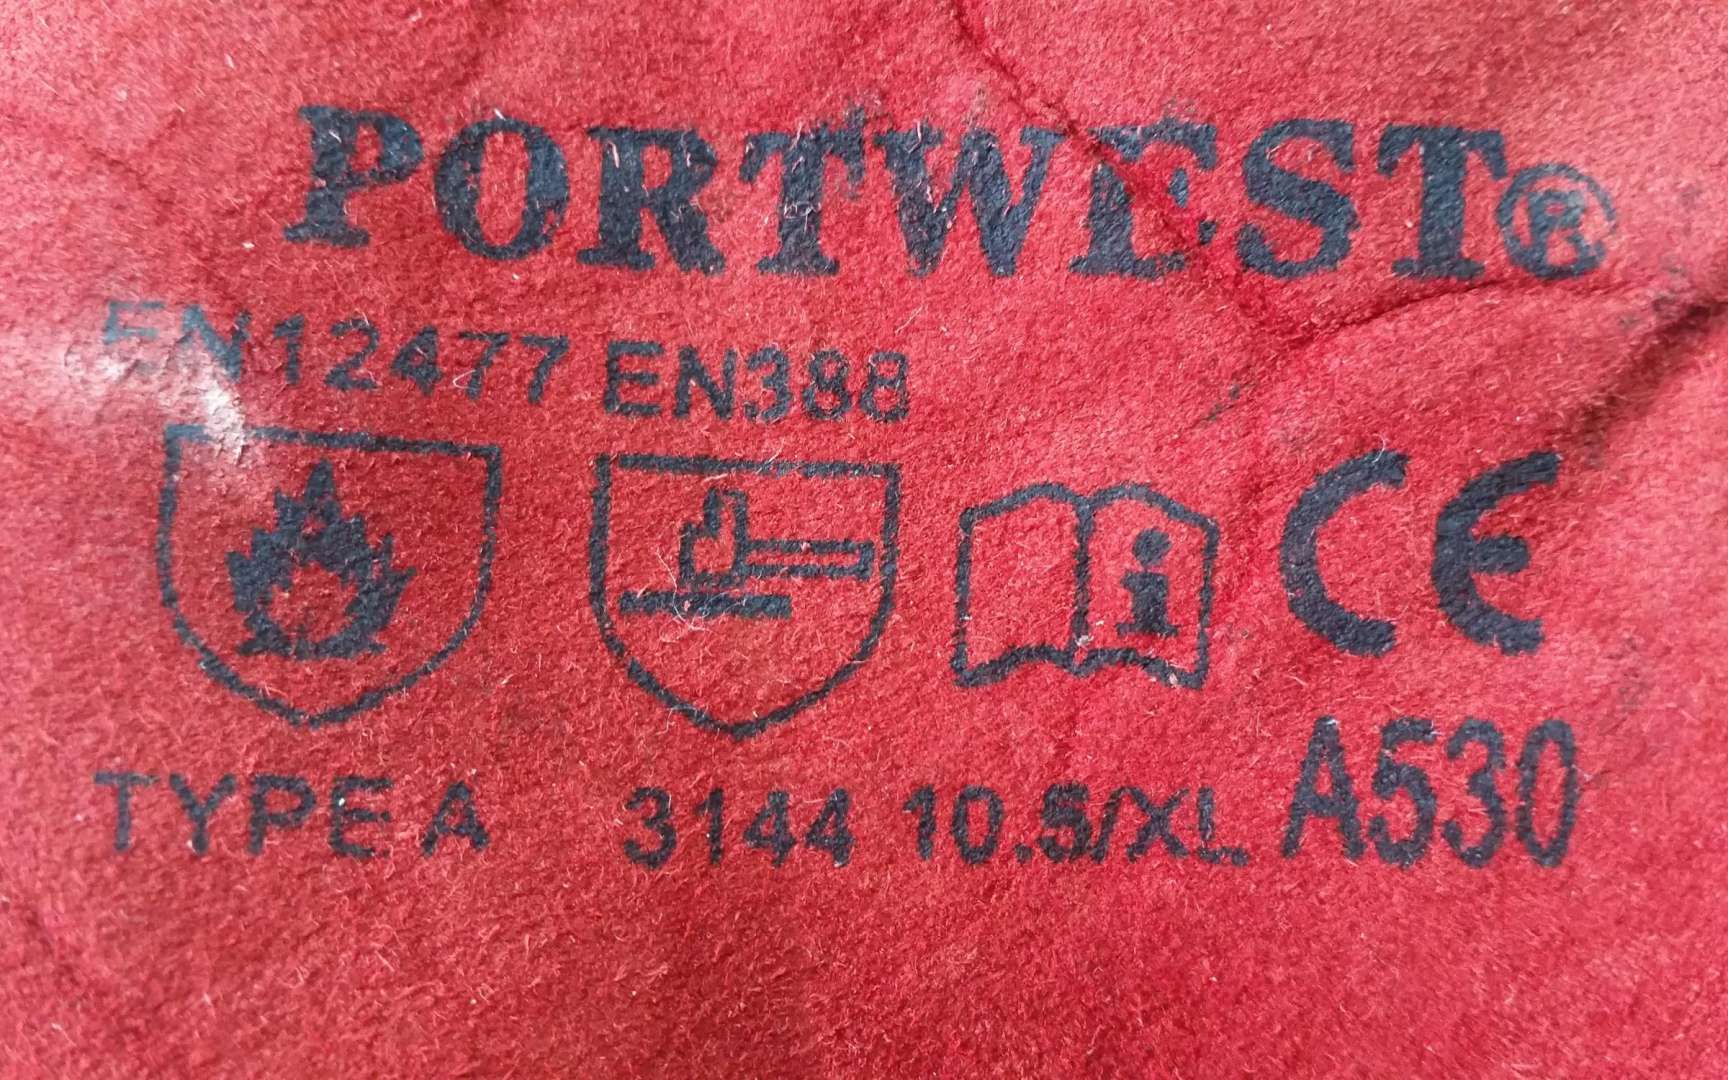 PORTWEST®
EN12477 EN388
i CE
TYPE A 3144 10.5/XL A530